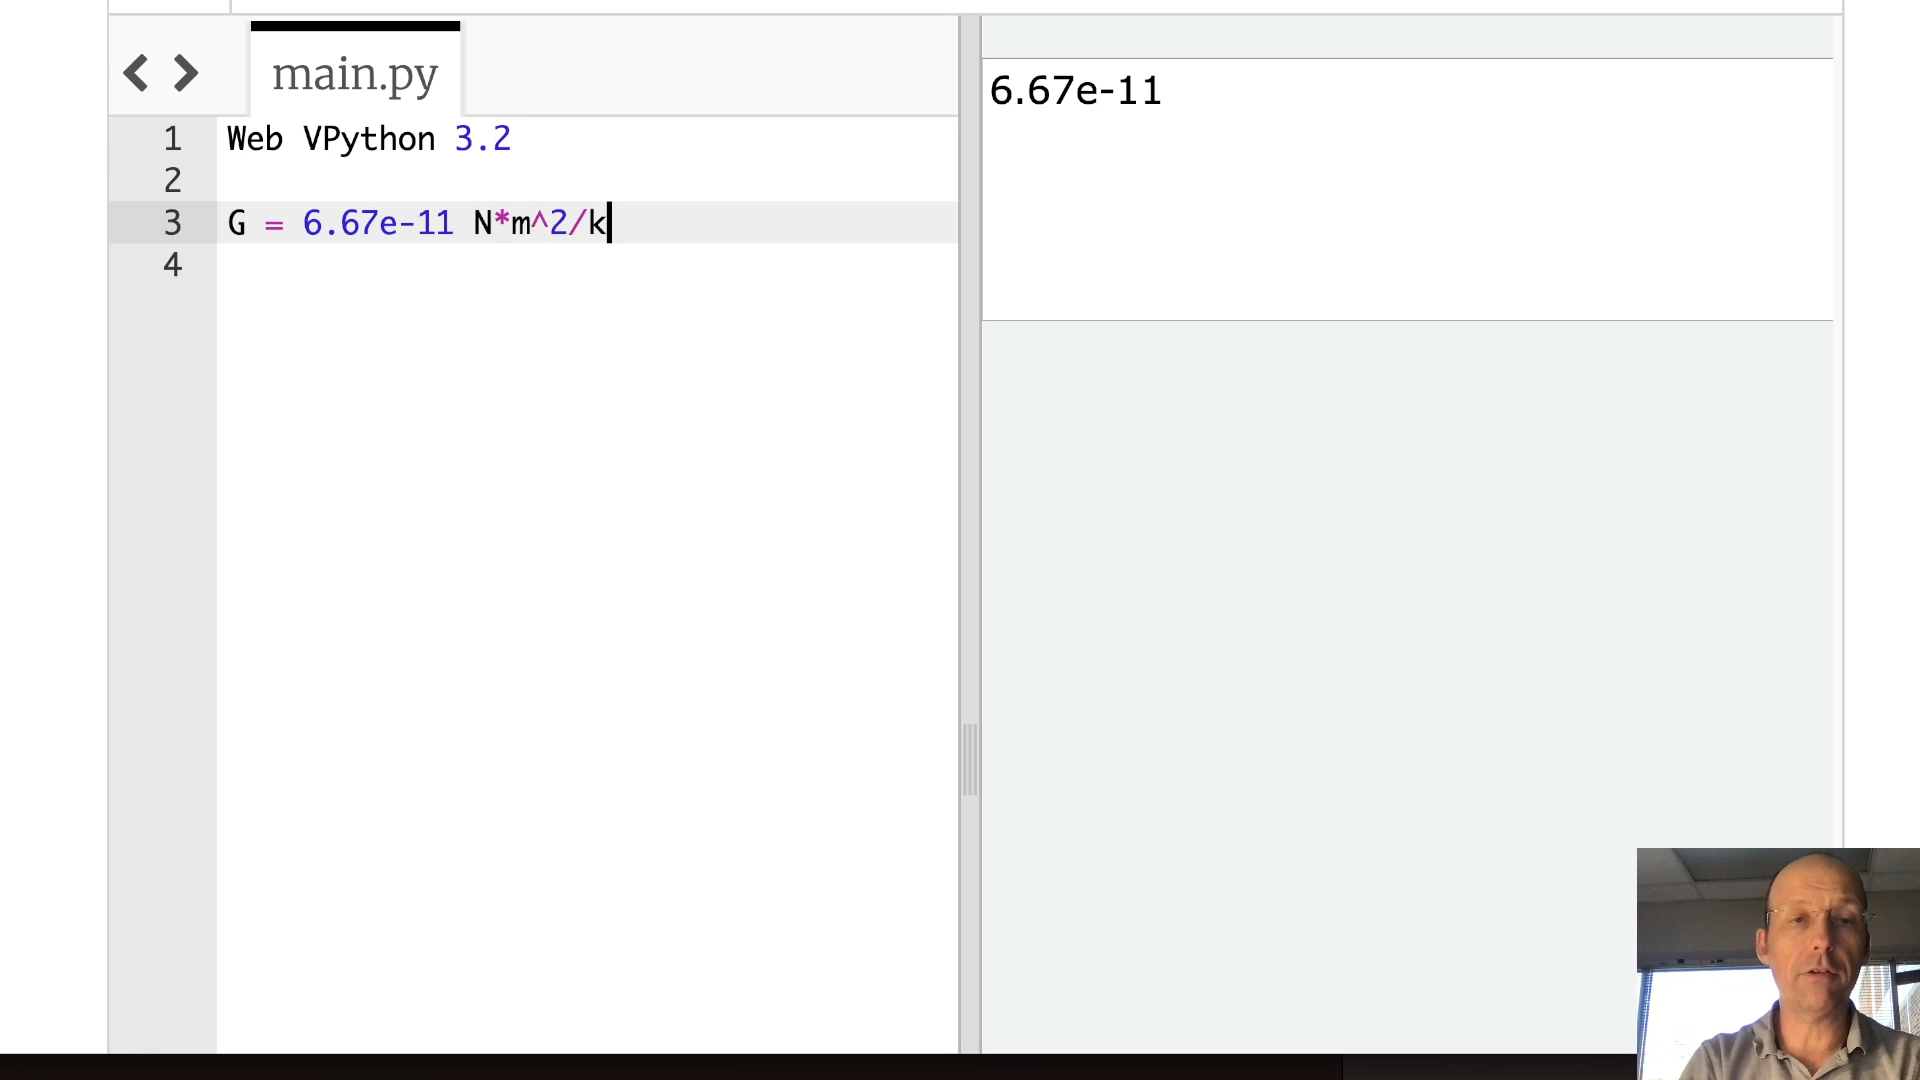 main.py
1 Web VPython 3.2
2
3 G = 6.67e-11 N*m^2/k
4
6.67e-11